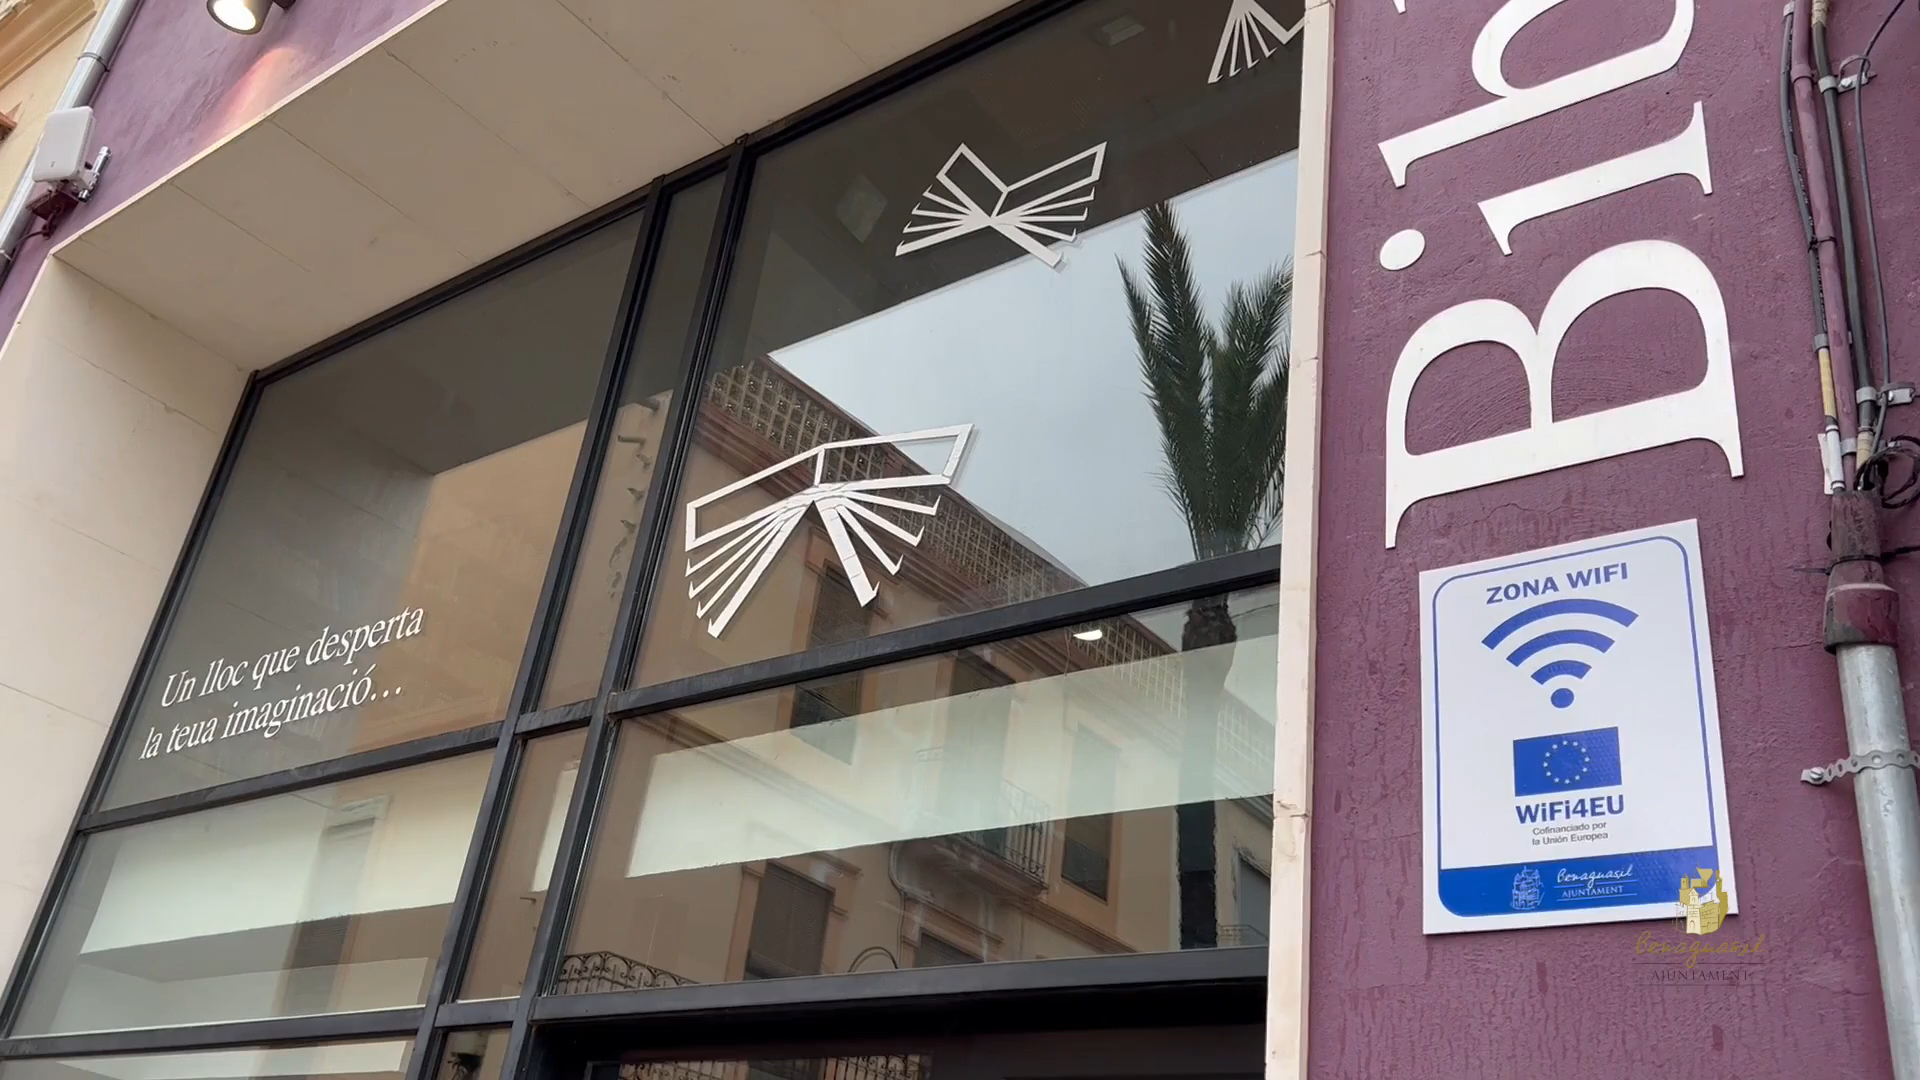 Un lloc que desperta
la teua imaginació...
Bib
ZONA WIFI
WiFi4EU
Cofinanciado por
la Unión Europea
Benaguasil
AJUNTAMENT
Benaguasil
AJUNTAMENT